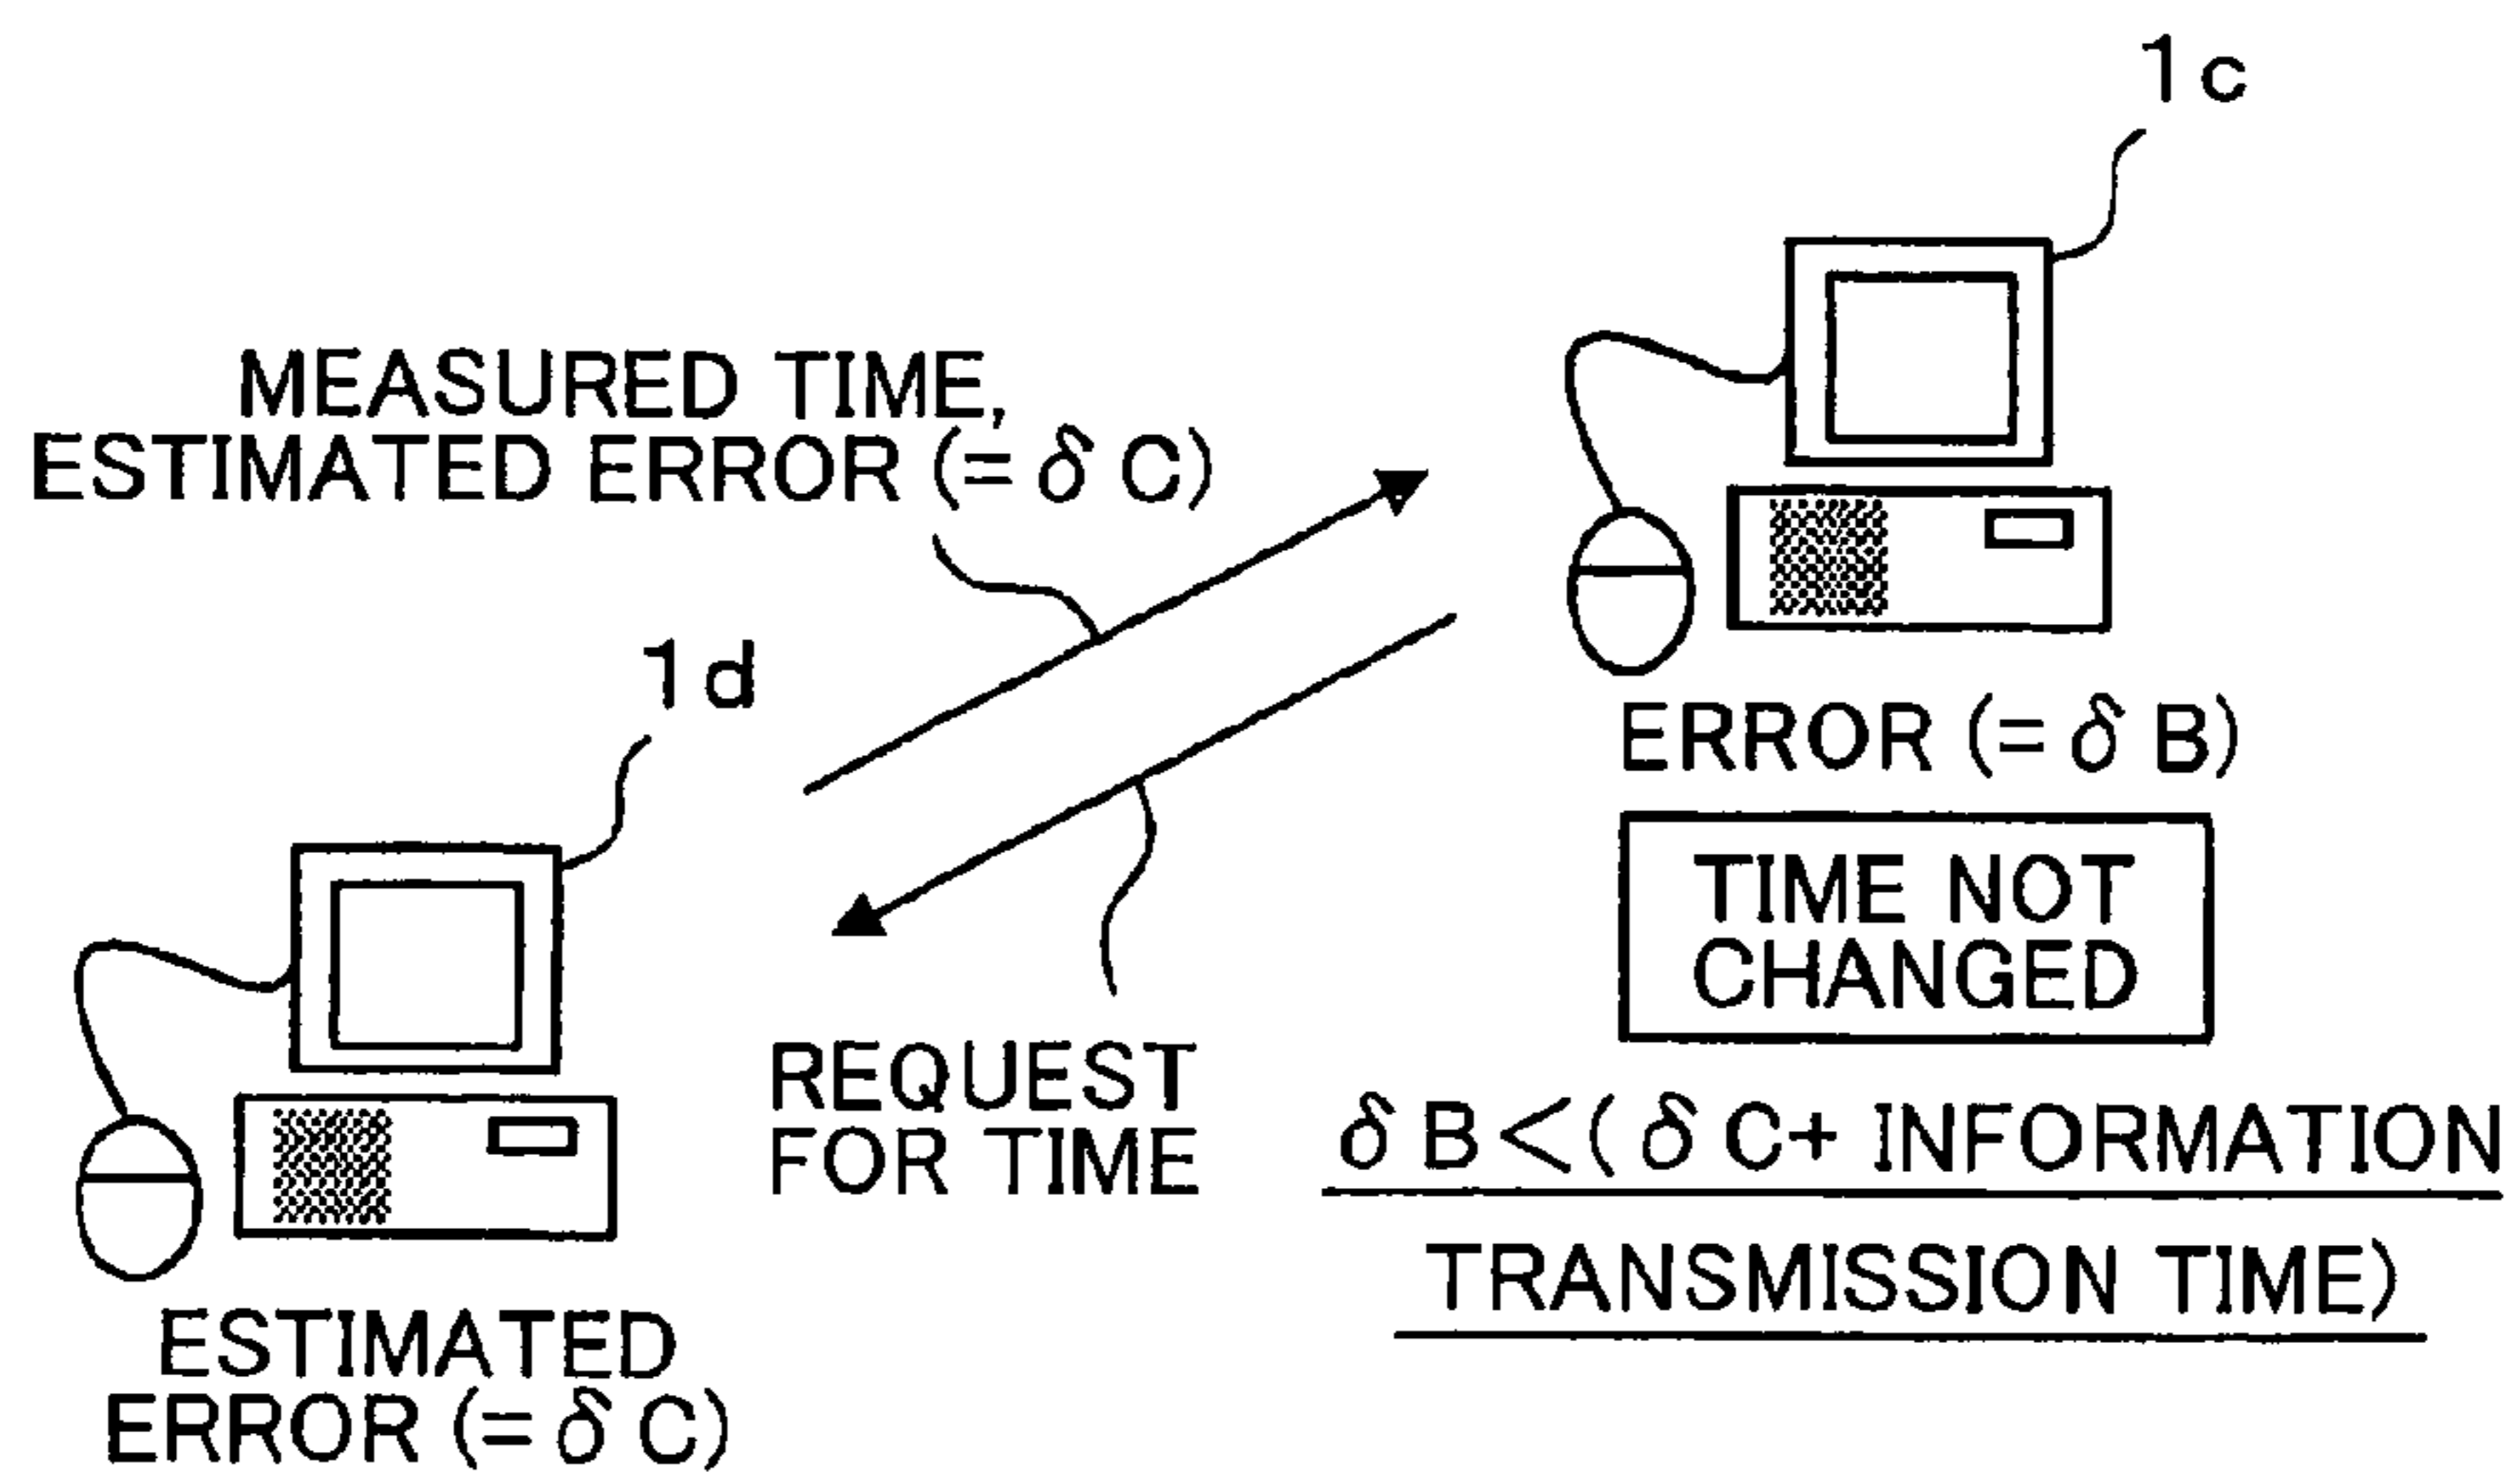 1c
MEASURED TIME,
ESTIMATED ERROR (= δ C)
1d
ERROR (= δ B)
TIME NOT
CHANGED
REQUEST
FOR TIME
δ B<( δ C+ INFORMATION
TRANSMISSION TIME)
ESTIMATED
ERROR (= δ C)